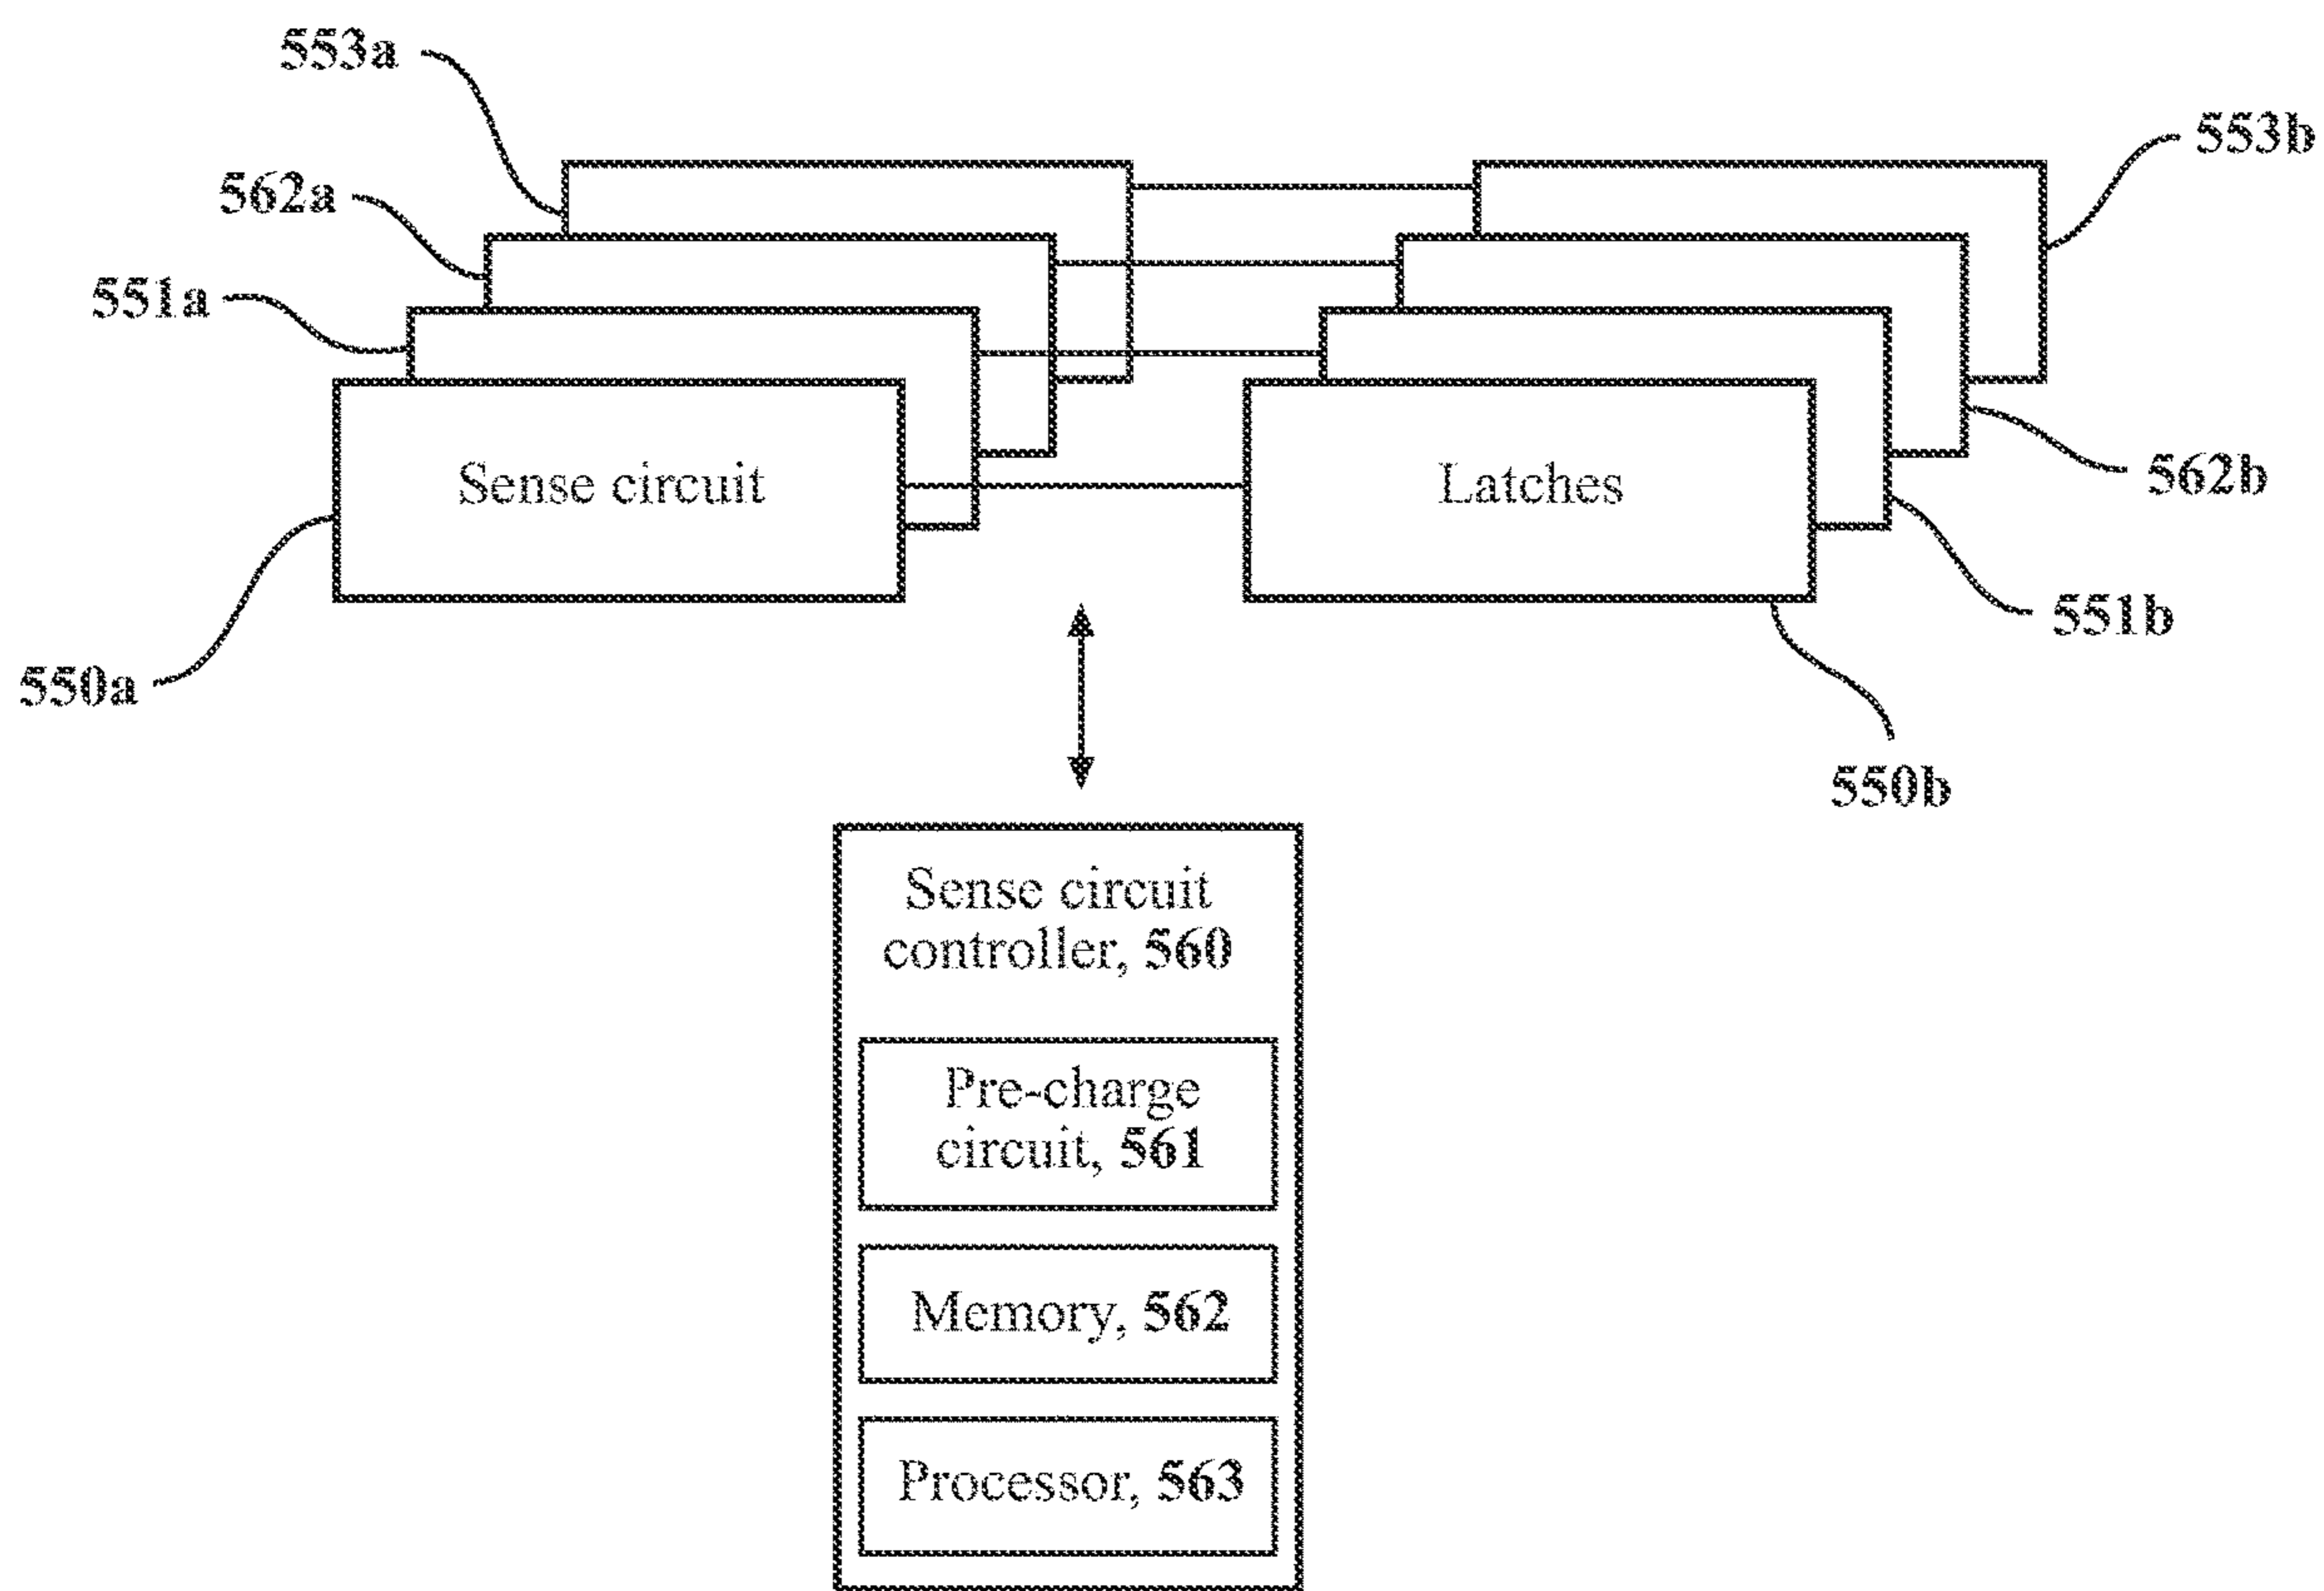 553a
553b
562a
551a
Sense circuit
Latches
562b
551b
550a
550b
Sense circuit
controller, 560
Pre-charge
circuit, 561
Memory, 562
Processor, 563